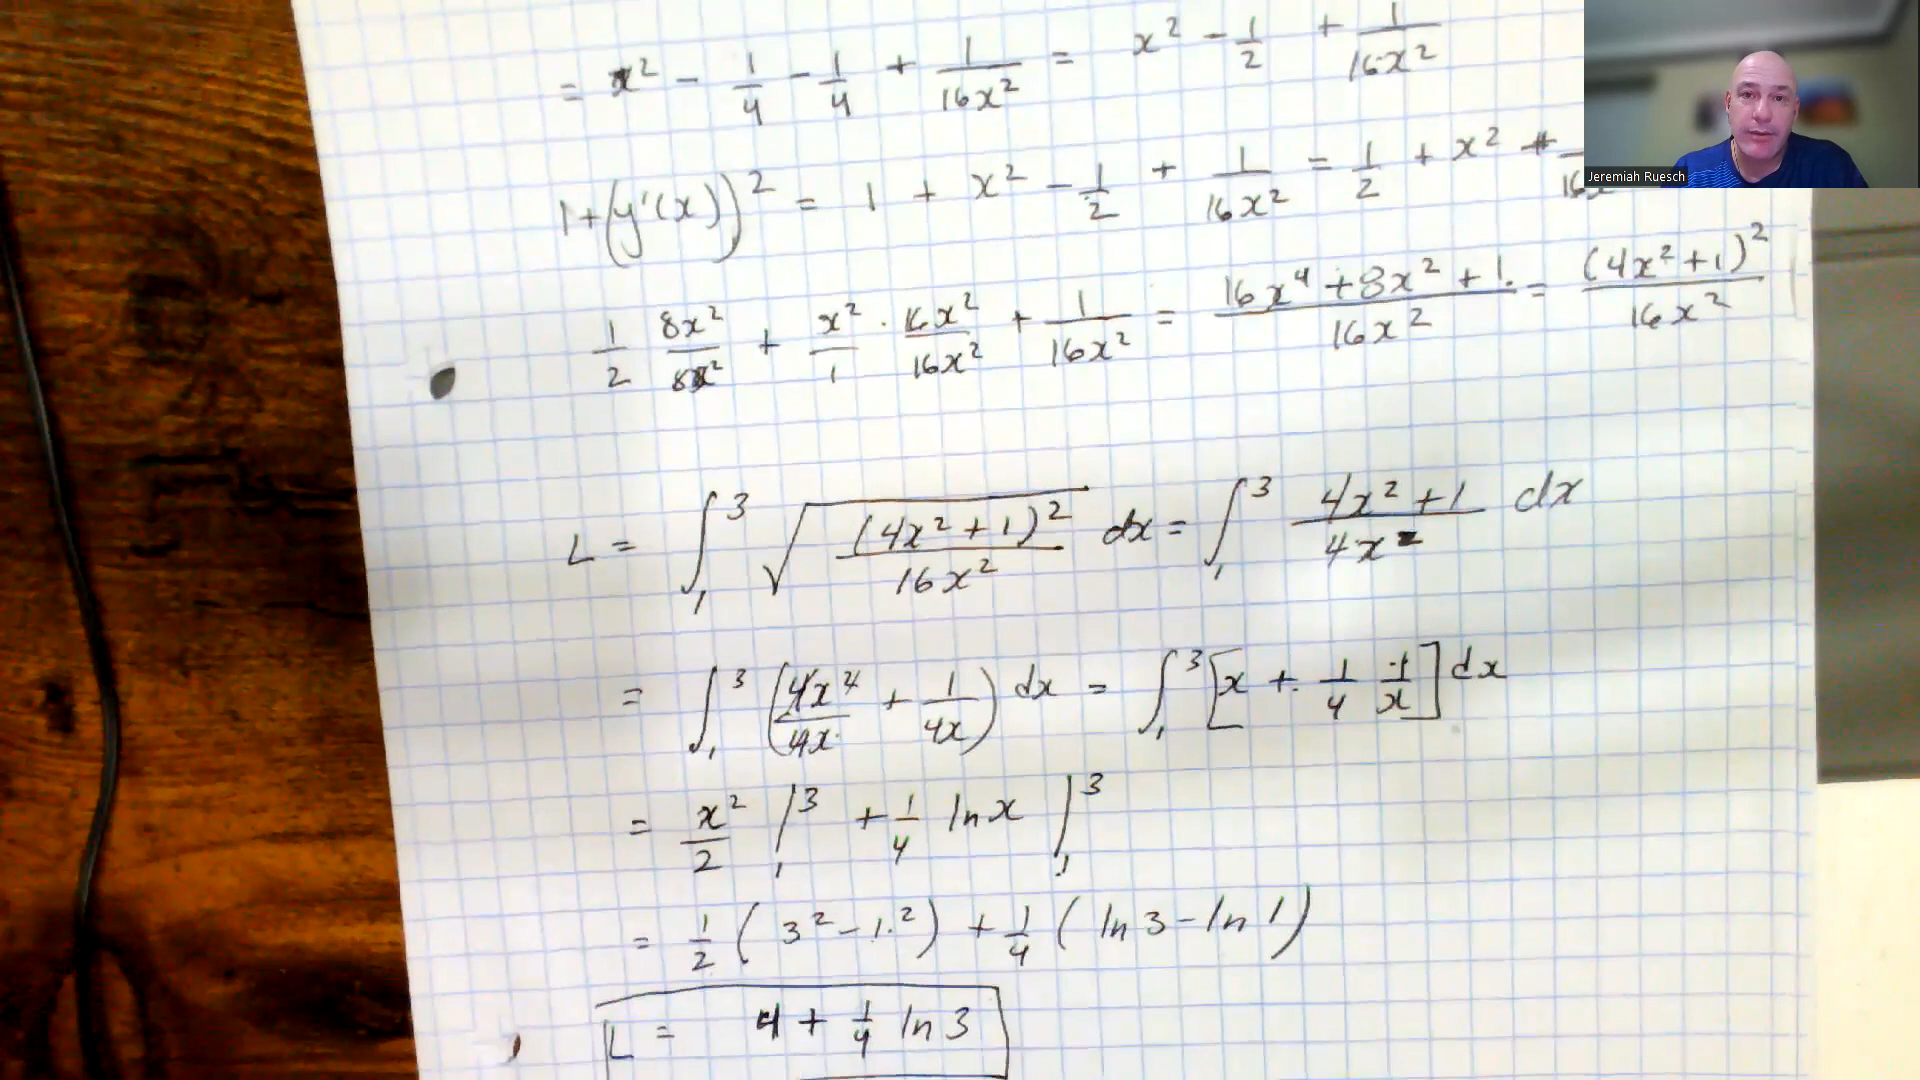 = x² - 1/4 - 1/4 + 1/16x² = x² - 1/2 + 1/16x²
Jeremiah Ruesch
1 + (y'(x))² = 1 + x² - 1/2 + 1/16x² = 1/2 + x² +
1/2 8x²/8x² + x²/1 · 16x²/16x² + 1/16x² = 16x⁴ + 8x² + 1/16x² = (4x² + 1)²/16x²
L = ∫₁³ √(4x² + 1)²/16x² dx = ∫₁³ 4x² + 1/4x dx
= ∫₁³ (4x²/4x + 1/4x) dx = ∫₁³ [x + 1/4 1/x] dx
= x²/2 |₁³ + 1/4 ln x |₁³
= 1/2 (3² - 1²) + 1/4 (ln 3 - ln 1)
L = 4 + 1/4 ln 3